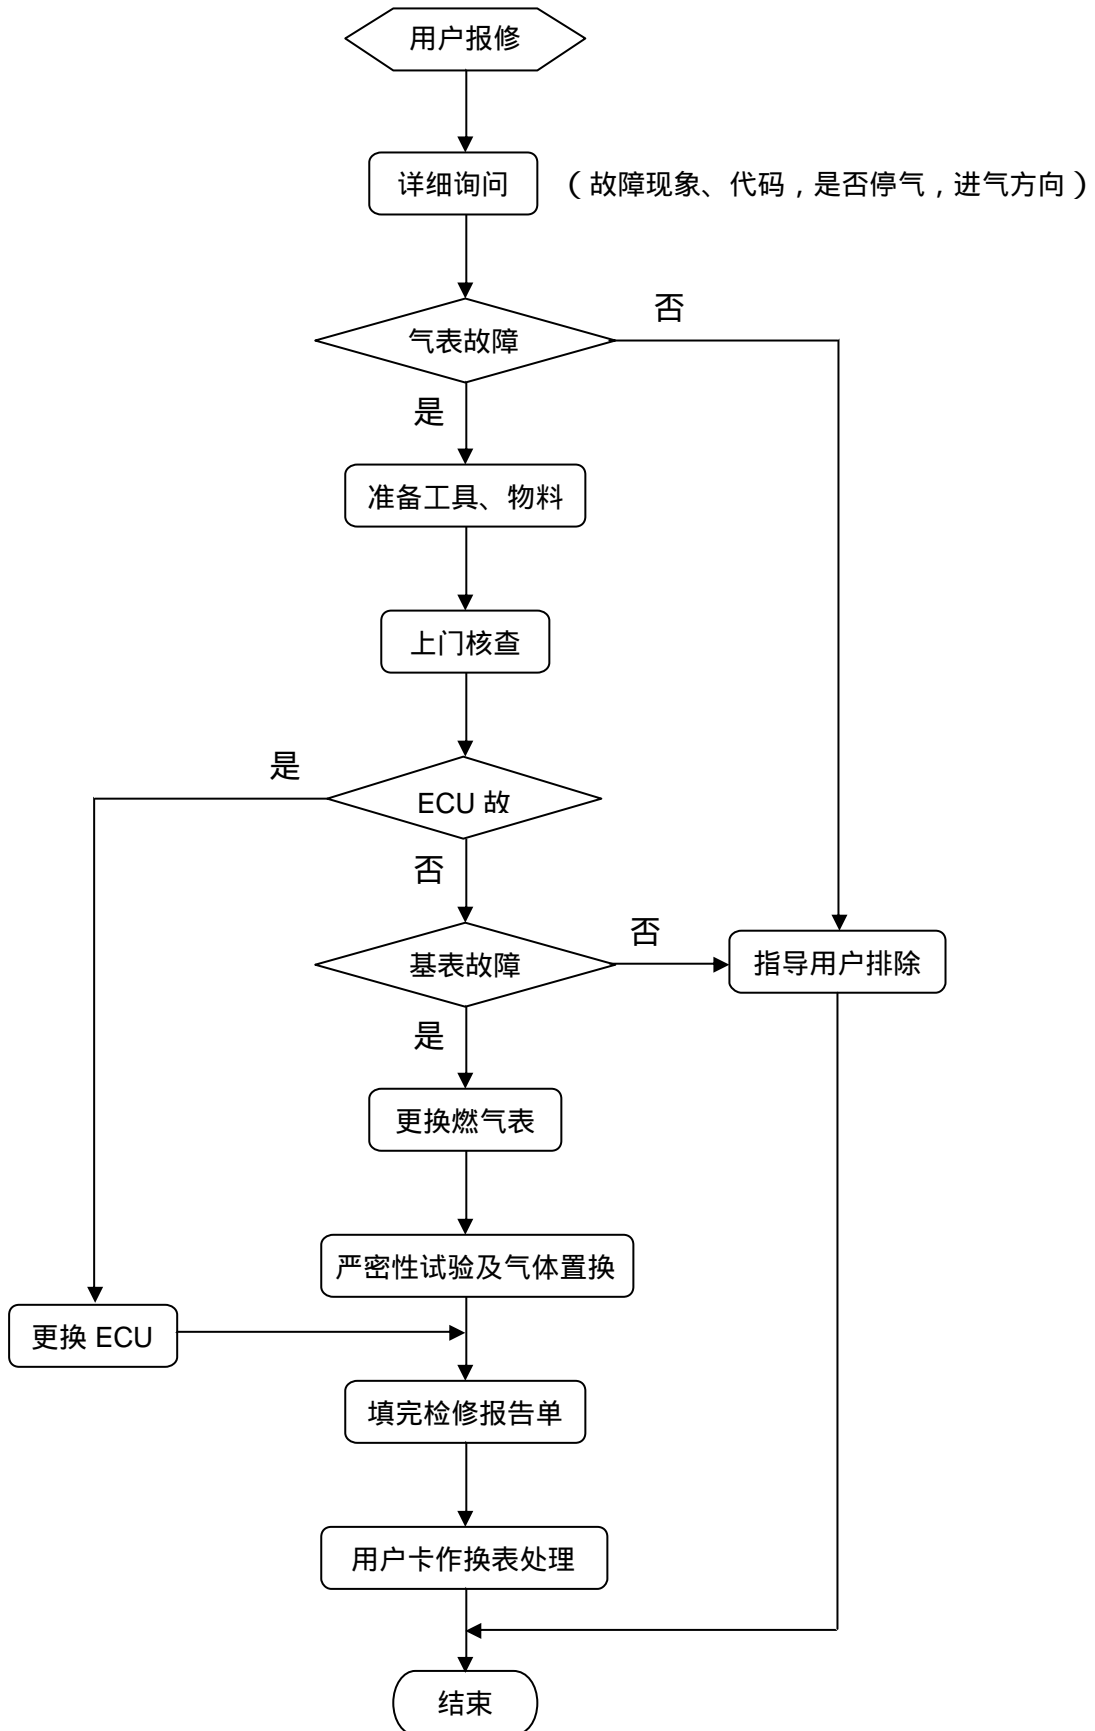 用户报修
详细询问
（故障现象、代码，是否停气，进气方向）
气表故障
否
是
准备工具、物料
上门核查
是
ECU 故
否
基表故障
否
指导用户排除
是
更换燃气表
严密性试验及气体置换
更换 ECU
填完检修报告单
用户卡作换表处理
结束